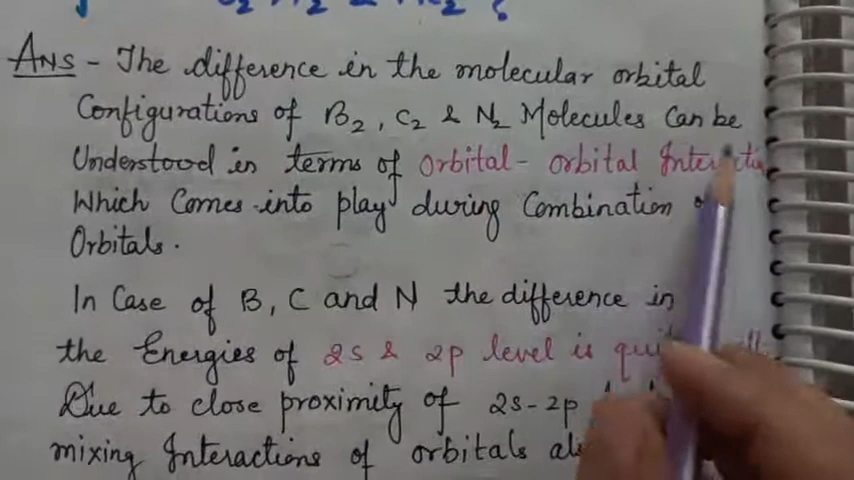 O₂ N₂ &
Ans - The difference in the molecular orbital
Configurations of B₂, C₂ & N₂ Molecules Can be
Understood in terms of Orbital - orbital
Which Comes into play during Combination
Orbitals.
In Case of B, C and N the difference in
the Energies of 2s & 2p level is
Due to close proximity of 2s-2p
mixing Interactions of orbitals